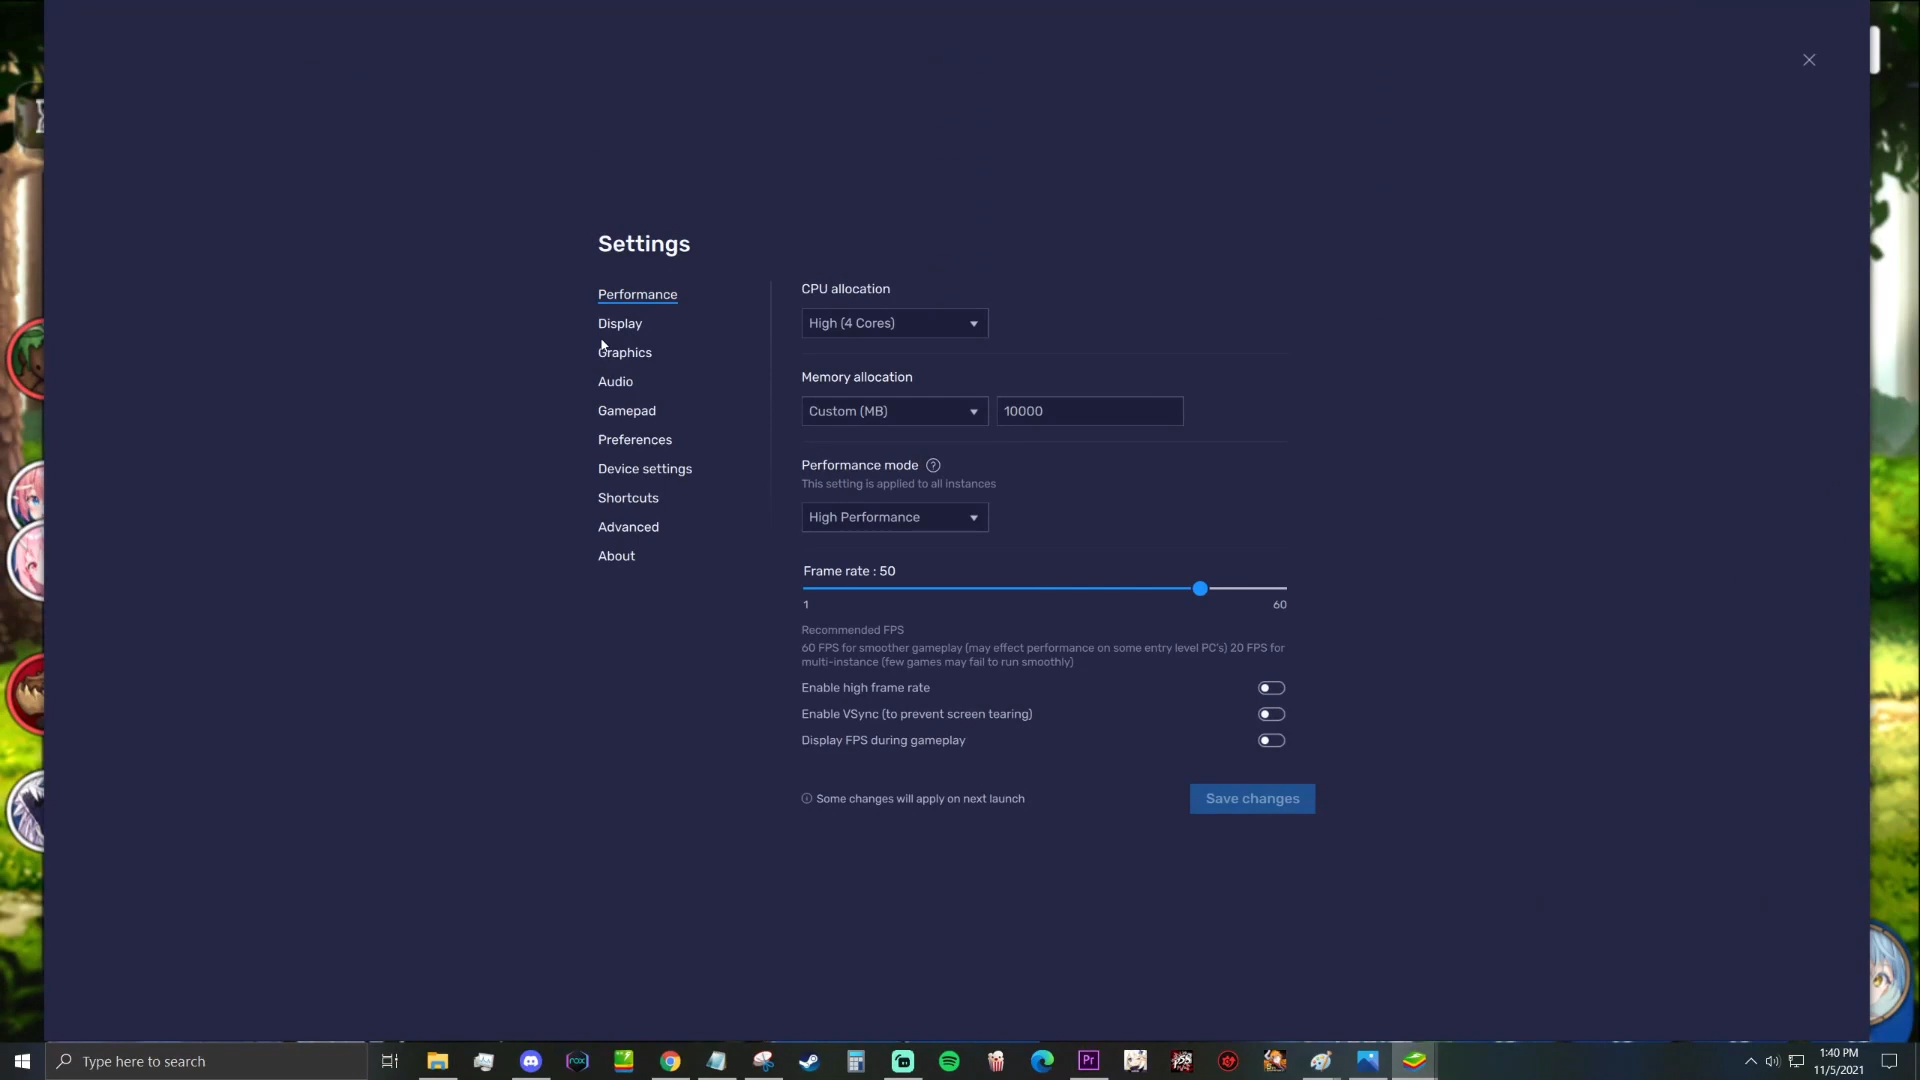 Settings
Performance
Display
Graphics
Audio
Gamepad
Preferences
Device settings
Shortcuts
Advanced
About
CPU allocation
High (4 Cores)
Memory allocation
Custom (MB) 10000
Performance mode ?
This setting is applied to all instances
High Performance
Frame rate : 50
1 60
Recommended FPS
60 FPS for smoother gameplay (may effect performance on some entry level PC's) 20 FPS for
multi-instance (few games may fail to run smoothly)
Enable high frame rate
Enable VSync (to prevent screen tearing)
Display FPS during gameplay
Some changes will apply on next launch
Save changes
Type here to search
nox
Pr
1:40 PM
11/5/2021